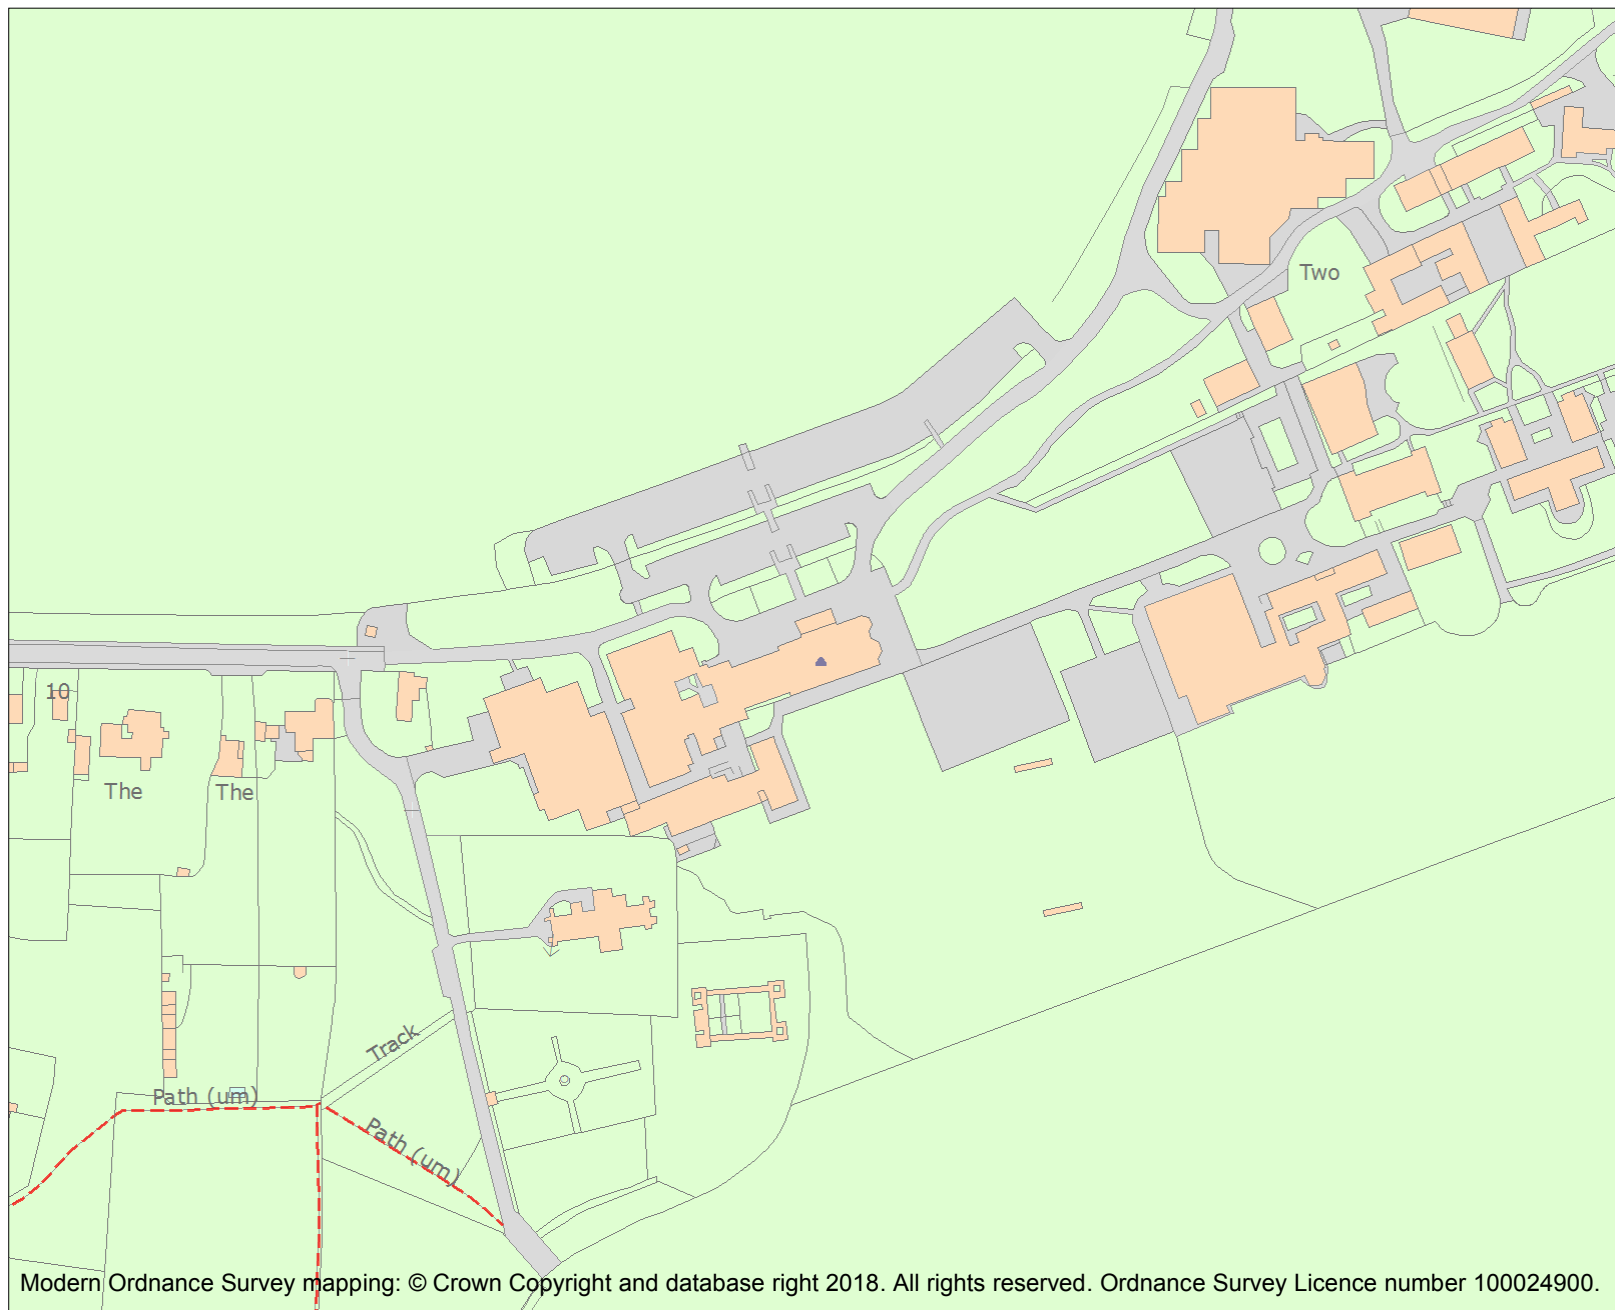 Two
10
The
The
Track
Path (um)
Path (um)
Modern Ordnance Survey mapping: © Crown Copyright and database right 2018. All rights reserved. Ordnance Survey Licence number 100024900.